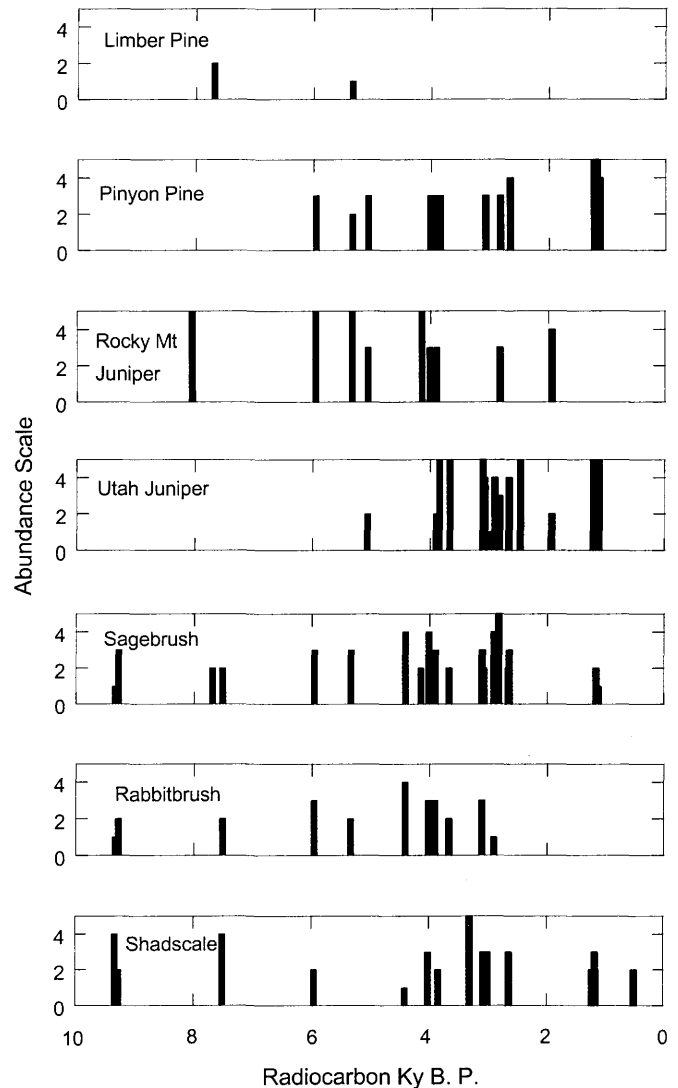 4
2
0
Limber Pine
4
2
0
Pinyon Pine
4
2
0
Rocky Mt
Juniper
4
2
0
Utah Juniper
4
2
0
Sagebrush
4
2
0
Rabbitbrush
4
2
0
Shadscale
Abundance Scale
10 8 6 4 2 0
Radiocarbon Ky B. P.